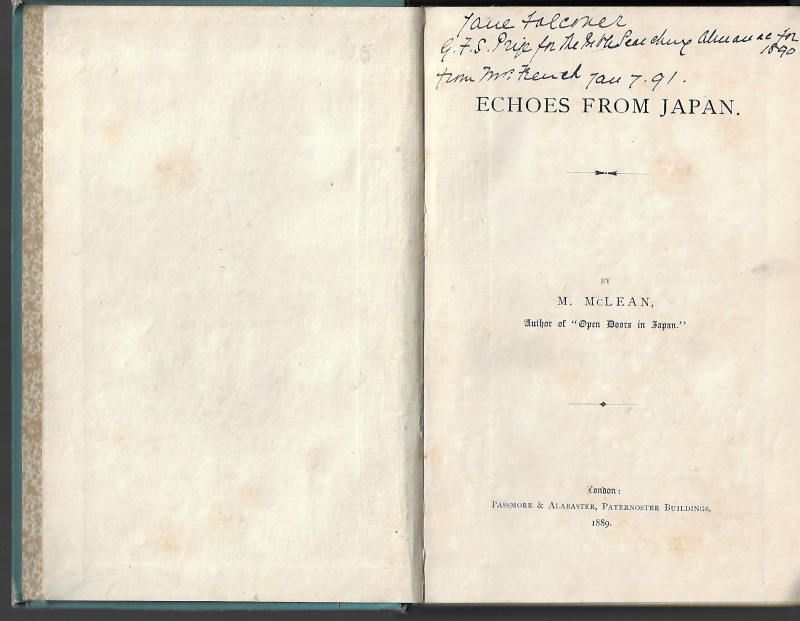 Jane Falconer
G.F.S. Prize for the Searching Almanac for
1890
from Mrs. French Jan 7. 91.
ECHOES FROM JAPAN.
BY
M. McLEAN,
Author of "Open Doors in Japan."
London:
PASSMORE & ALABASTER, PATERNOSTER BUILDINGS.
1889.